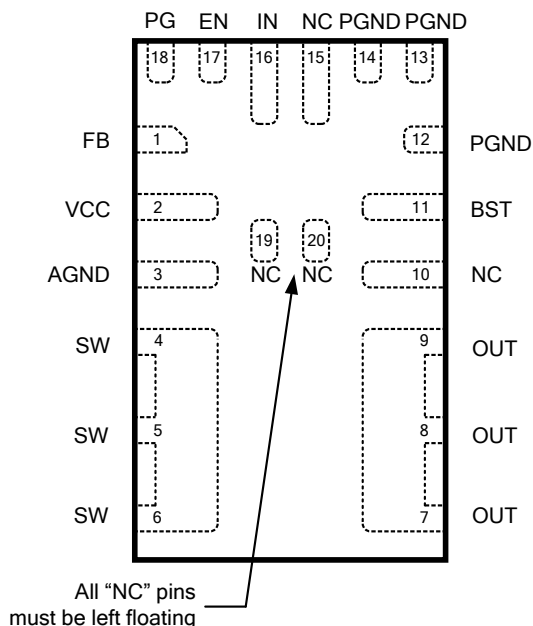 PG EN IN NC PGND PGND
18 17 16 15 14 13
FB 1 12 PGND
VCC 2 11 BST
19 20
AGND 3 NC NC 10 NC
SW 4 9 OUT
SW 5 8 OUT
SW 6 7 OUT
All “NC” pins
must be left floating